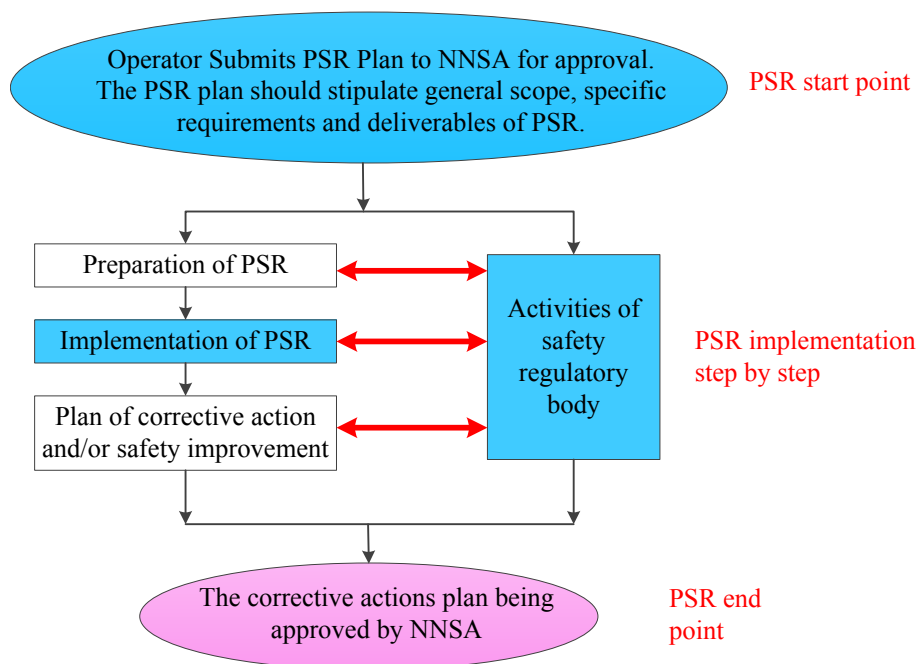 Operator Submits PSR Plan to NNSA for approval.
The PSR plan should stipulate general scope, specific
requirements and deliverables of PSR.
PSR start point
Preparation of PSR
Implementation of PSR
Plan of corrective action
and/or safety improvement
Activities of
safety
regulatory
body
PSR implementation
step by step
The corrective actions plan being
approved by NNSA
PSR end
point